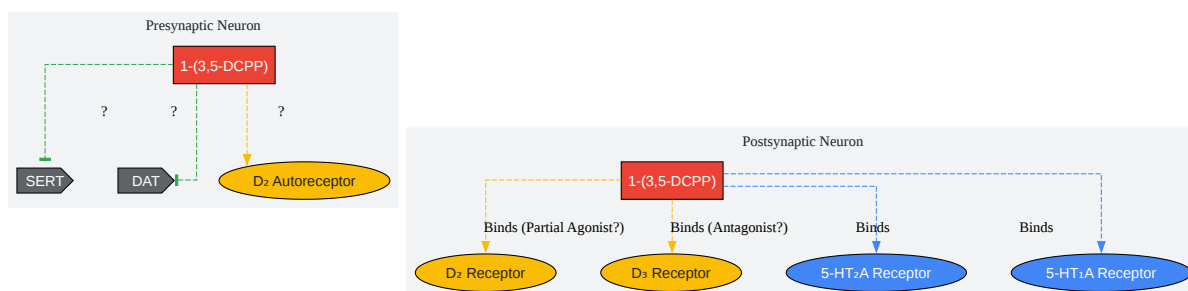 Presynaptic Neuron
1-(3,5-DCPP)
? ? ?
SERT DAT D₂ Autoreceptor
Postsynaptic Neuron
1-(3,5-DCPP)
Binds (Partial Agonist?) Binds (Antagonist?) Binds Binds
D₂ Receptor D₃ Receptor 5-HT₂A Receptor 5-HT₁A Receptor